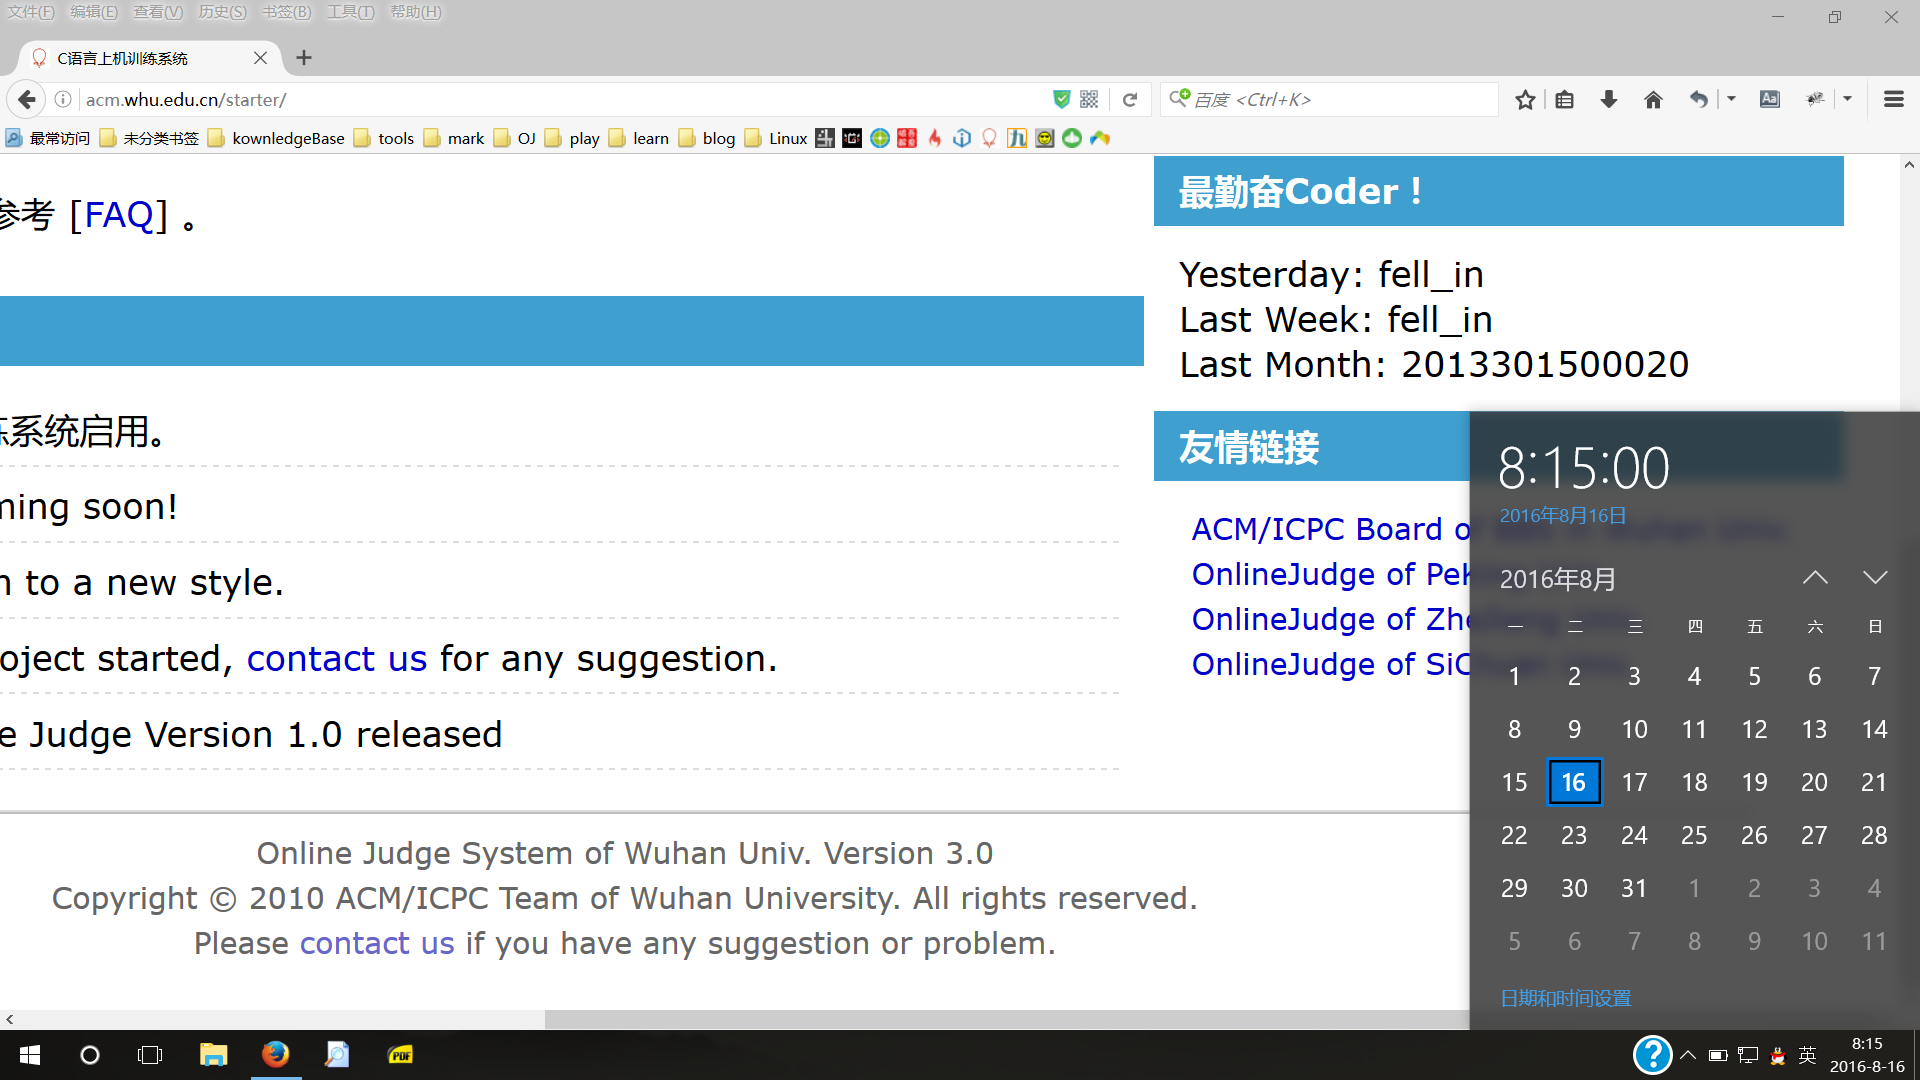 文件(F) 编辑(E) 查看(V) 历史(S) 书签(B) 工具(T) 帮助(H)
C语言上机训练系统
acm.whu.edu.cn/starter/
百度 <Ctrl+K>
最常访问 未分类书签 kownledgeBase tools mark OJ play learn blog Linux
参考 [FAQ] 。
最勤奋Coder！
Yesterday: fell_in
Last Week: fell_in
Last Month: 2013301500020
系统启用。
ming soon!
n to a new style.
oject started, contact us for any suggestion.
e Judge Version 1.0 released
友情链接
ACM/ICPC Board of
OnlineJudge of Pek
OnlineJudge of Zhe
OnlineJudge of SiC
Online Judge System of Wuhan Univ. Version 3.0
Copyright © 2010 ACM/ICPC Team of Wuhan University. All rights reserved.
Please contact us if you have any suggestion or problem.
8:15:00
2016年8月16日
2016年8月
一 二 三 四 五 六 日
1 2 3 4 5 6 7
8 9 10 11 12 13 14
15 16 17 18 19 20 21
22 23 24 25 26 27 28
29 30 31 1 2 3 4
5 6 7 8 9 10 11
日期和时间设置
PDF
英
8:15
2016-8-16